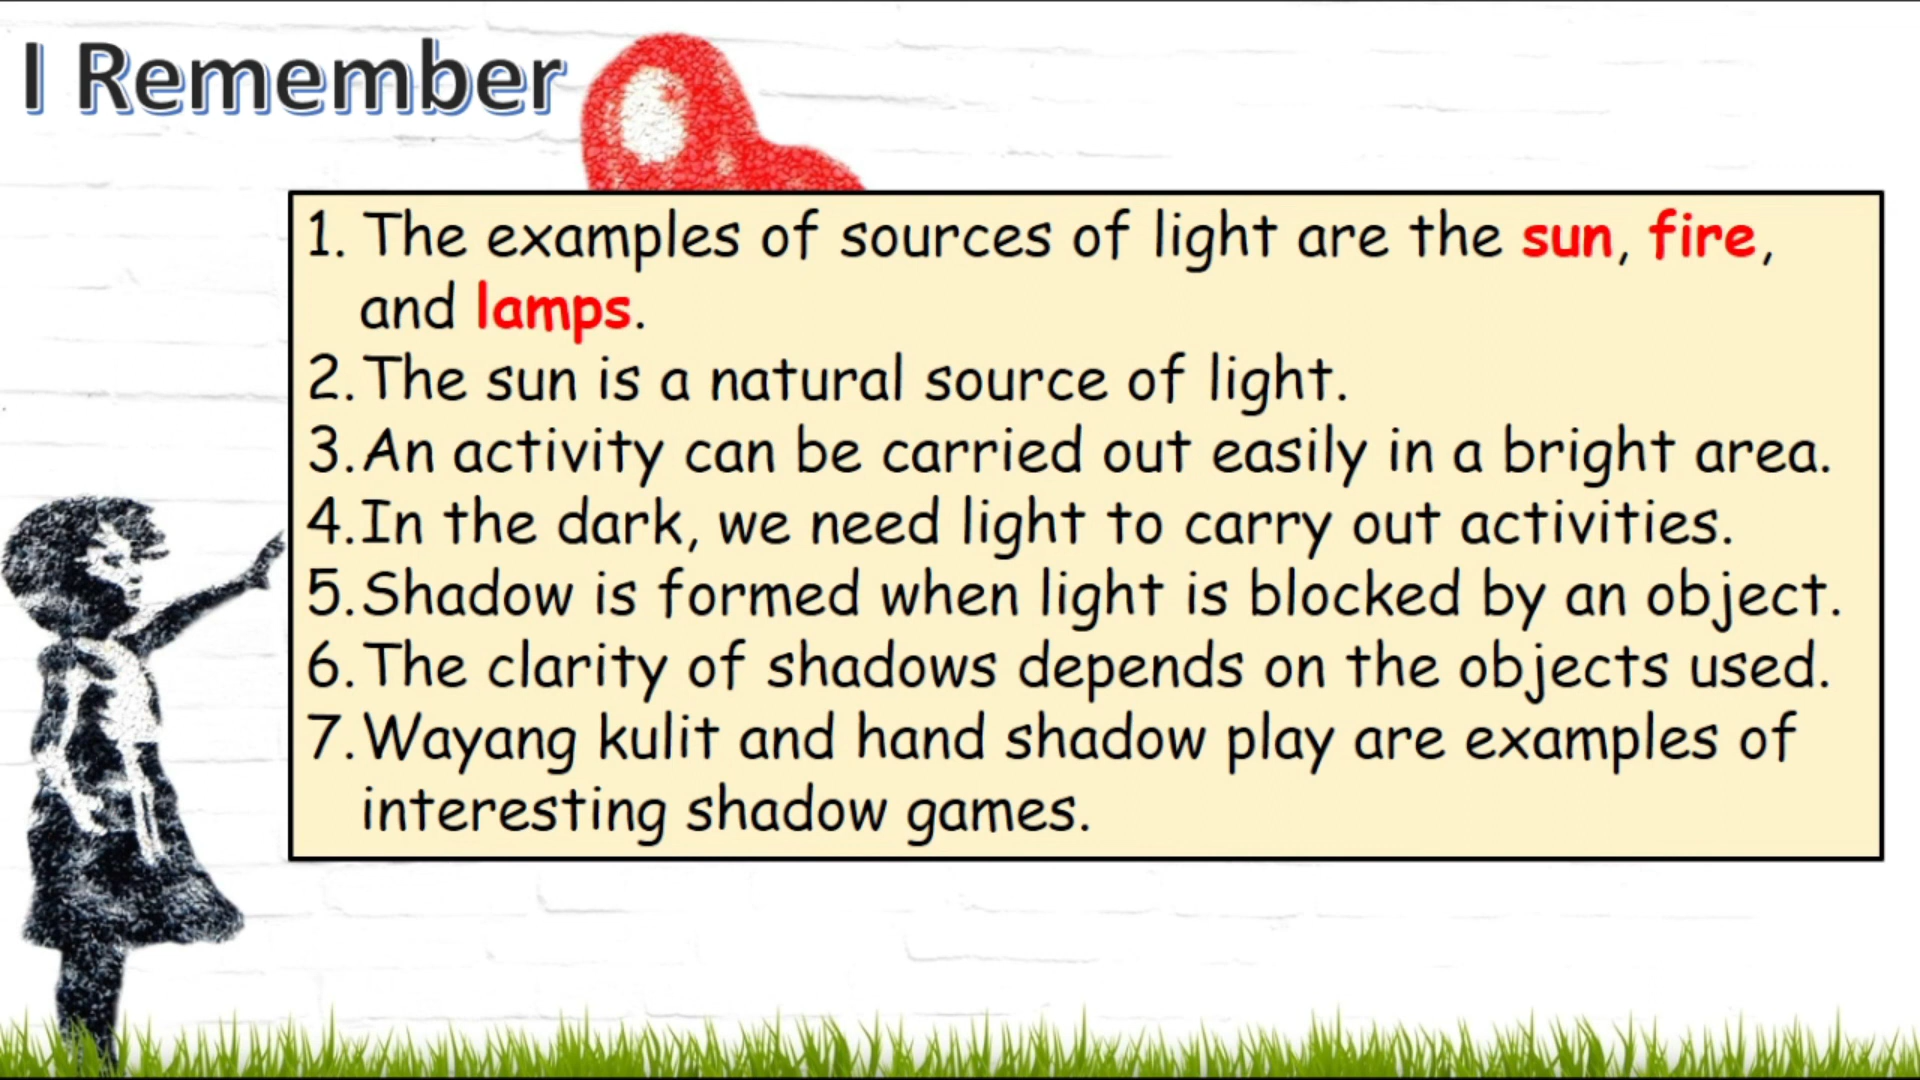 I Remember
1. The examples of sources of light are the sun, fire,
and lamps.
2. The sun is a natural source of light.
3. An activity can be carried out easily in a bright area.
4. In the dark, we need light to carry out activities.
5. Shadow is formed when light is blocked by an object.
6. The clarity of shadows depends on the objects used.
7. Wayang kulit and hand shadow play are examples of
interesting shadow games.